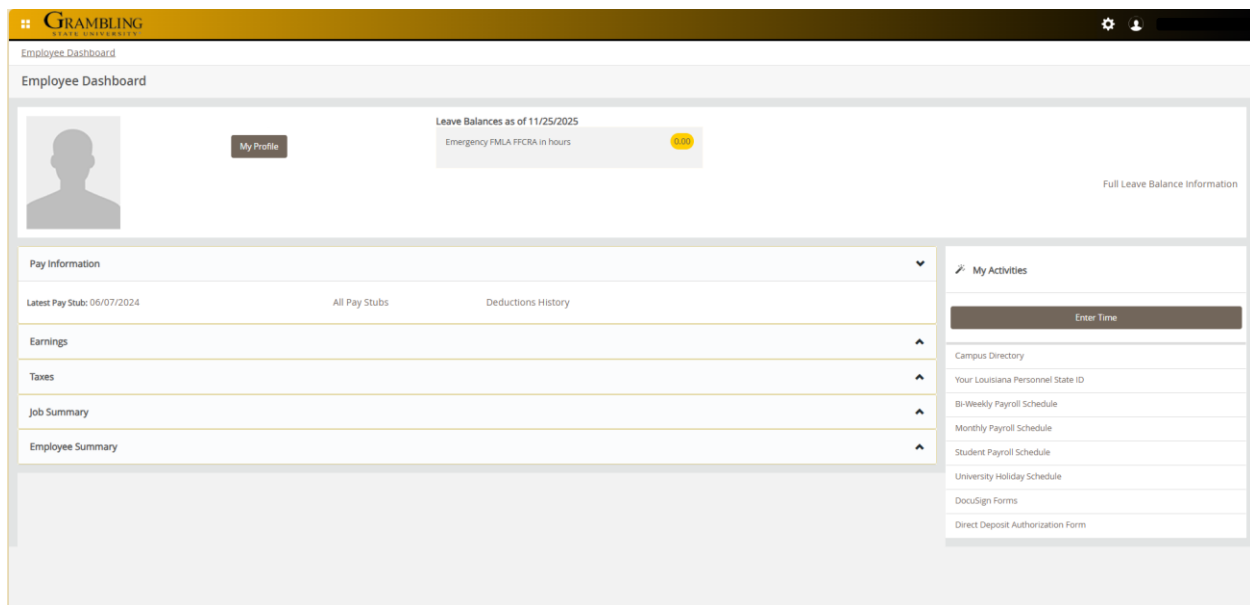 GRAMBLING
STATE UNIVERSITY
Employee Dashboard
Employee Dashboard
My Profile
Leave Balances as of 11/25/2025
Emergency FMLA FFCRA in hours 0.00
Full Leave Balance Information
Pay Information
Latest Pay Stub: 06/07/2024 All Pay Stubs Deductions History
Earnings
Taxes
Job Summary
Employee Summary
My Activities
Enter Time
Campus Directory
Your Louisiana Personnel State ID
Bi-Weekly Payroll Schedule
Monthly Payroll Schedule
Student Payroll Schedule
University Holiday Schedule
DocuSign Forms
Direct Deposit Authorization Form